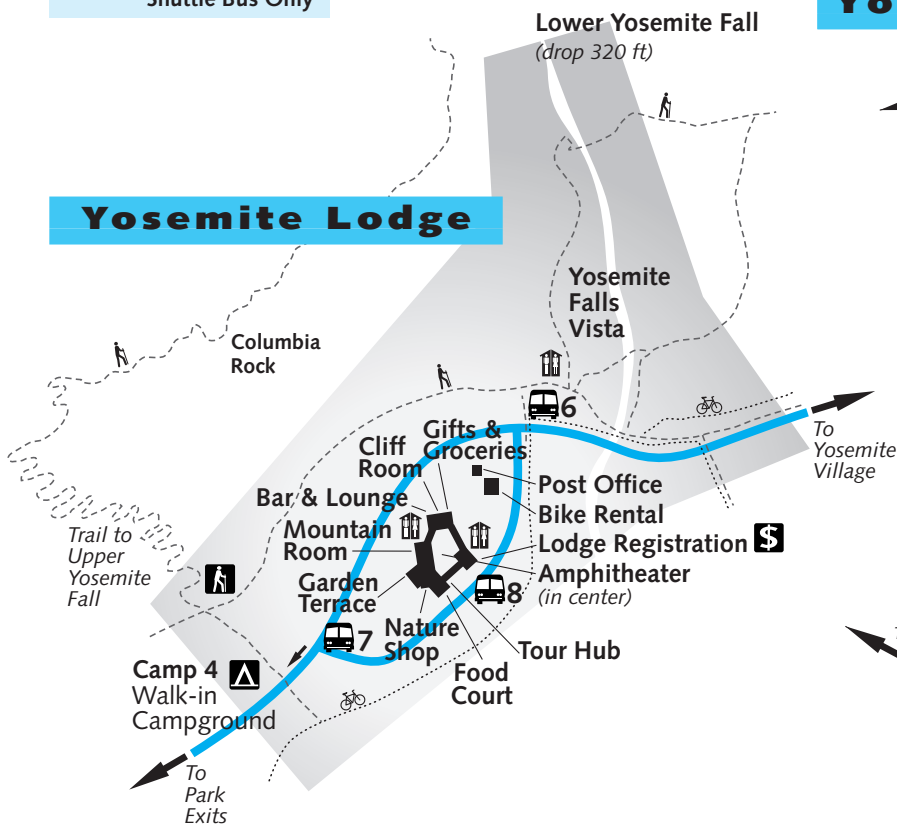 Shuttle Bus Only
Lower Yosemite Fall
(drop 320 ft)
Yosemite Lodge
Yosemite
Falls
Vista
Columbia
Rock
6
To
Yosemite
Village
Gifts &
Groceries
Cliff
Room
Bar & Lounge
Mountain
Room
Garden
Terrace
Post Office
Bike Rental
Lodge Registration $
Amphitheater
(in center)
8
7
Nature
Shop
Tour Hub
Food
Court
Trail to
Upper
Yosemite
Fall
Camp 4
Walk-in
Campground
To
Park
Exits